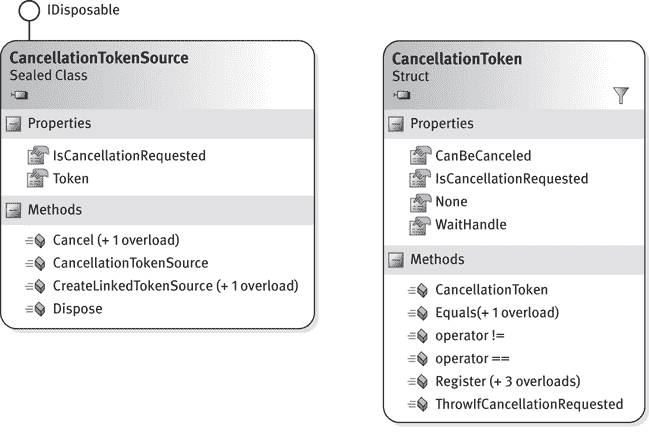 IDisposable
CancellationTokenSource
Sealed Class
Properties
IsCancellationRequested
Token
Methods
Cancel (+ 1 overload)
CancellationTokenSource
CreateLinkedTokenSource (+ 1 overload)
Dispose
CancellationToken
Struct
Properties
CanBeCanceled
IsCancellationRequested
None
WaitHandle
Methods
CancellationToken
Equals(+ 1 overload)
operator !=
operator ==
Register (+ 3 overloads)
ThrowIfCancellationRequested